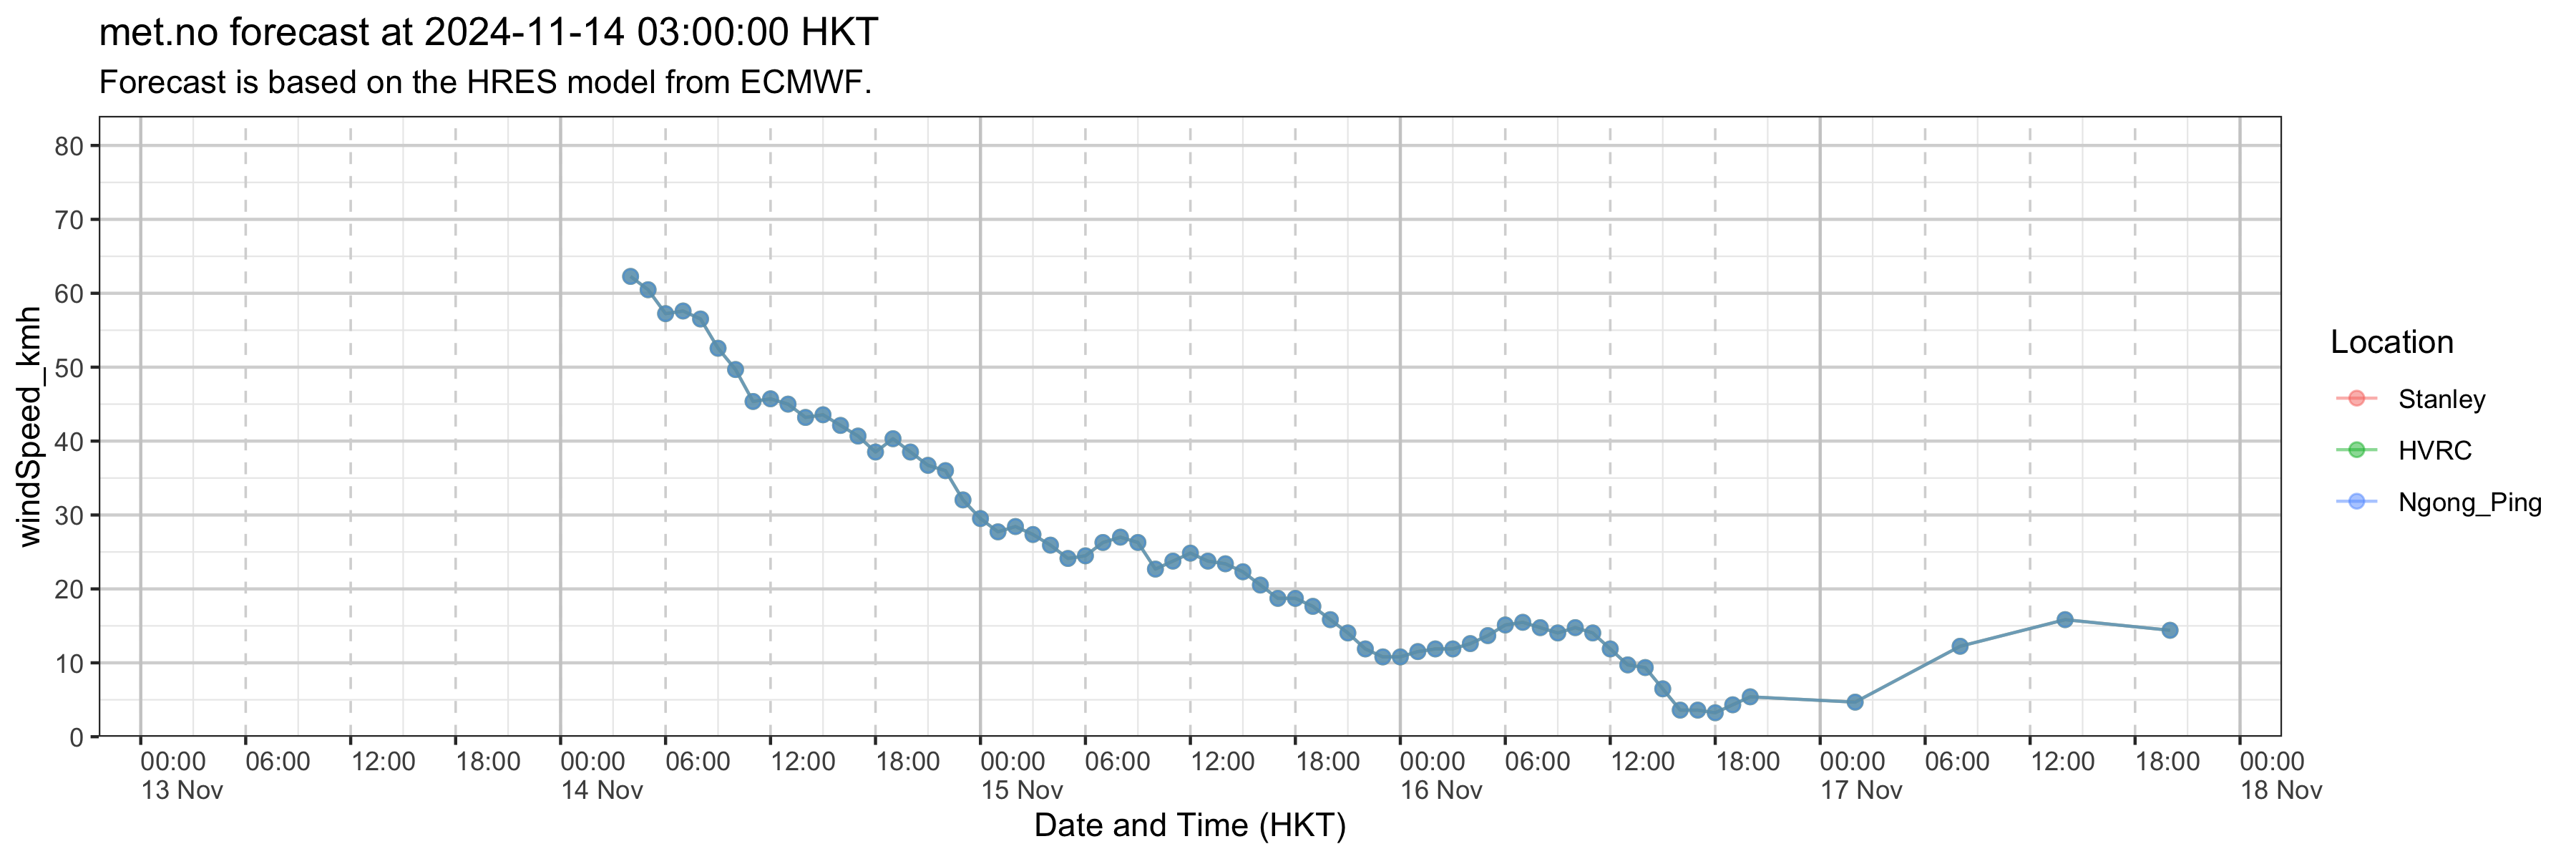 met.no forecast at 2024-11-14 03:00:00 HKT
Forecast is based on the HRES model from ECMWF.
80
70
60
50
40
30
20
10
0
windSpeed_kmh
00:00 06:00 12:00 18:00 00:00 06:00 12:00 18:00 00:00 06:00 12:00 18:00 00:00 06:00 12:00 18:00 00:00 06:00 12:00 18:00 00:00
13 Nov 14 Nov 15 Nov 16 Nov 17 Nov 18 Nov
Date and Time (HKT)
Location
Stanley
HVRC
Ngong_Ping